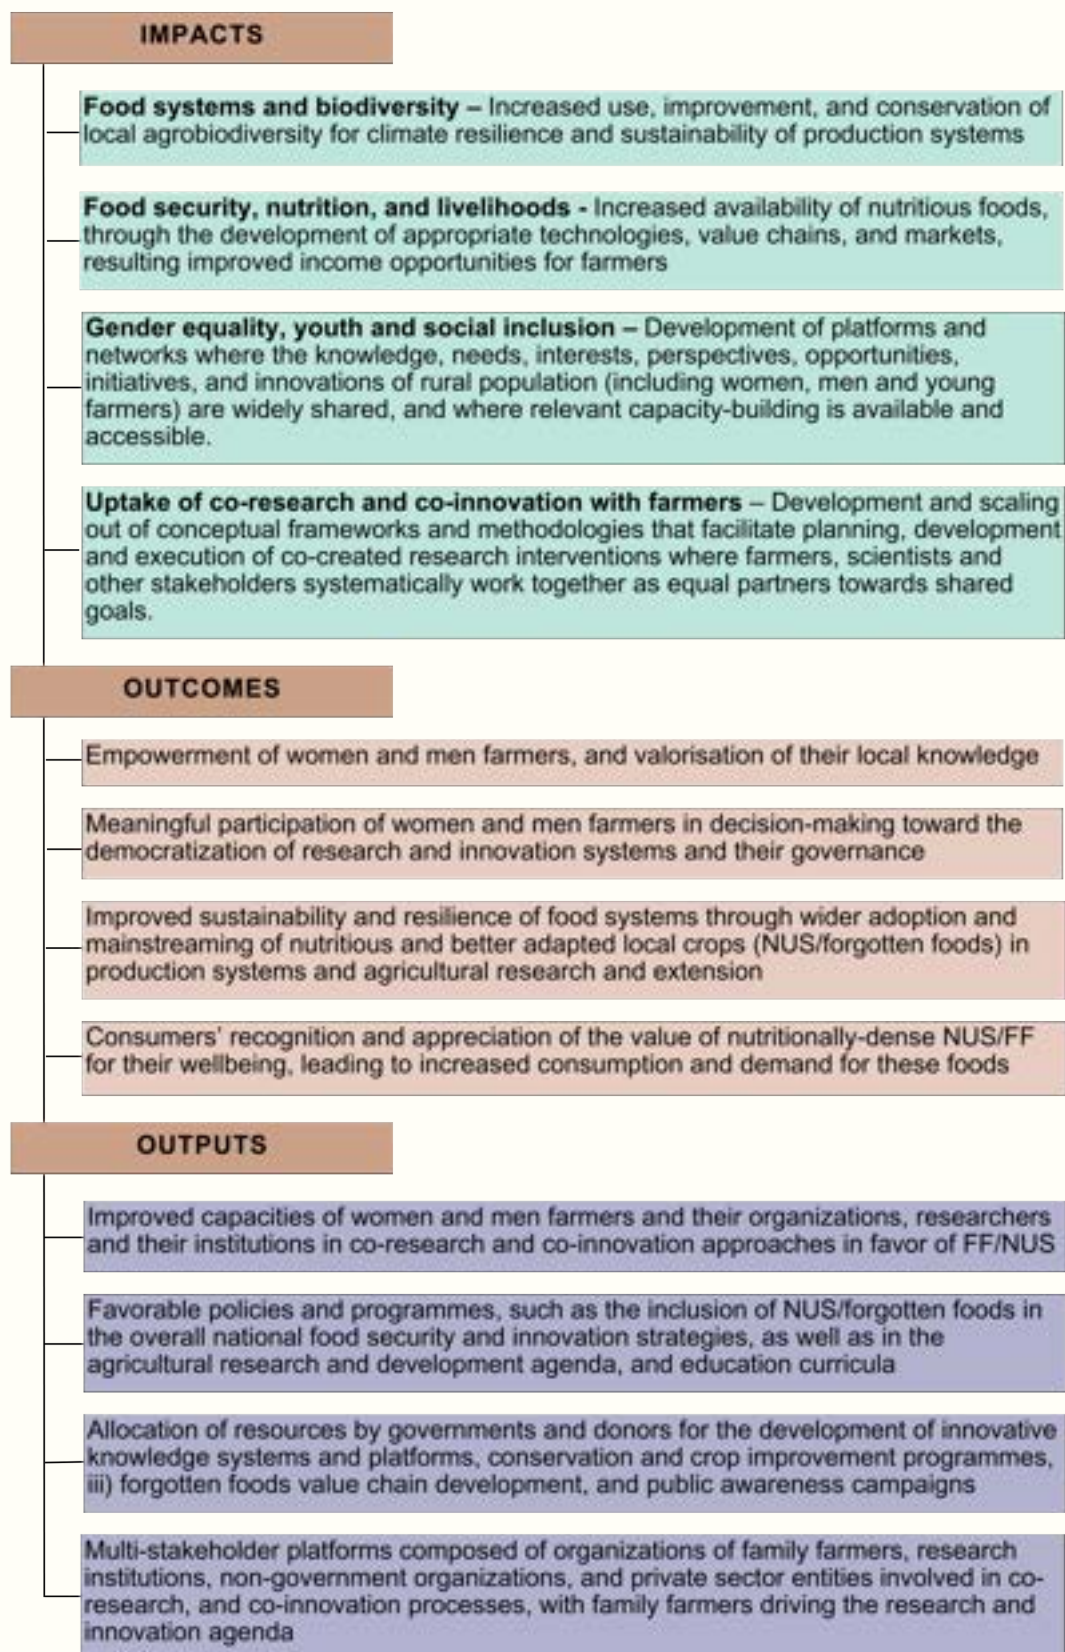 IMPACTS
Food systems and biodiversity – Increased use, improvement, and conservation of
local agrobiodiversity for climate resilience and sustainability of production systems
Food security, nutrition, and livelihoods - Increased availability of nutritious foods,
through the development of appropriate technologies, value chains, and markets,
resulting improved income opportunities for farmers
Gender equality, youth and social inclusion – Development of platforms and
networks where the knowledge, needs, interests, perspectives, opportunities,
initiatives, and innovations of rural population (including women, men and young
farmers) are widely shared, and where relevant capacity-building is available and
accessible.
Uptake of co-research and co-innovation with farmers – Development and scaling
out of conceptual frameworks and methodologies that facilitate planning, development
and execution of co-created research interventions where farmers, scientists and
other stakeholders systematically work together as equal partners towards shared
goals.
OUTCOMES
Empowerment of women and men farmers, and valorisation of their local knowledge
Meaningful participation of women and men farmers in decision-making toward the
democratization of research and innovation systems and their governance
Improved sustainability and resilience of food systems through wider adoption and
mainstreaming of nutritious and better adapted local crops (NUS/forgotten foods) in
production systems and agricultural research and extension
Consumers' recognition and appreciation of the value of nutritionally-dense NUS/FF
for their wellbeing, leading to increased consumption and demand for these foods
OUTPUTS
Improved capacities of women and men farmers and their organizations, researchers
and their institutions in co-research and co-innovation approaches in favor of FF/NUS
Favorable policies and programmes, such as the inclusion of NUS/forgotten foods in
the overall national food security and innovation strategies, as well as in the
agricultural research and development agenda, and education curricula
Allocation of resources by governments and donors for the development of innovative
knowledge systems and platforms, conservation and crop improvement programmes,
iii) forgotten foods value chain development, and public awareness campaigns
Multi-stakeholder platforms composed of organizations of family farmers, research
institutions, non-government organizations, and private sector entities involved in co-
research, and co-innovation processes, with family farmers driving the research and
innovation agenda